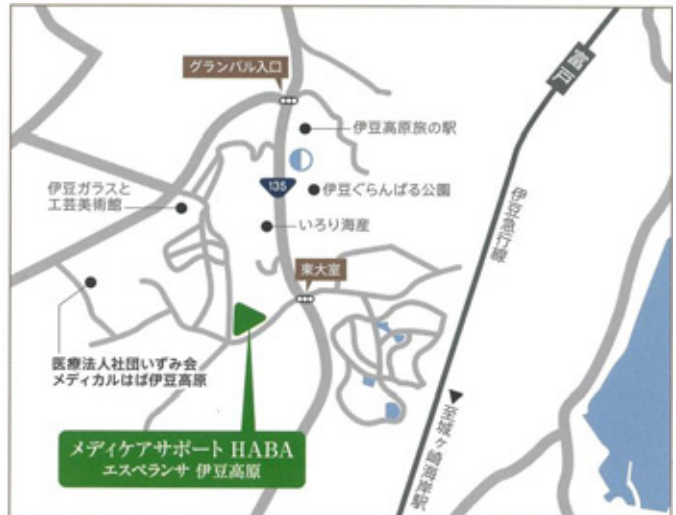 グランパル入口
富戸
伊豆高原旅の駅
135
伊豆ぐらんぱる公園
伊豆ガラスと
工芸美術館
いろり海産
伊豆急行線
東大室
医療法人社団いずみ会
メディカルはば伊豆高原
メディケアサポート HABA
エスペランサ 伊豆高原
至城ヶ崎海岸駅